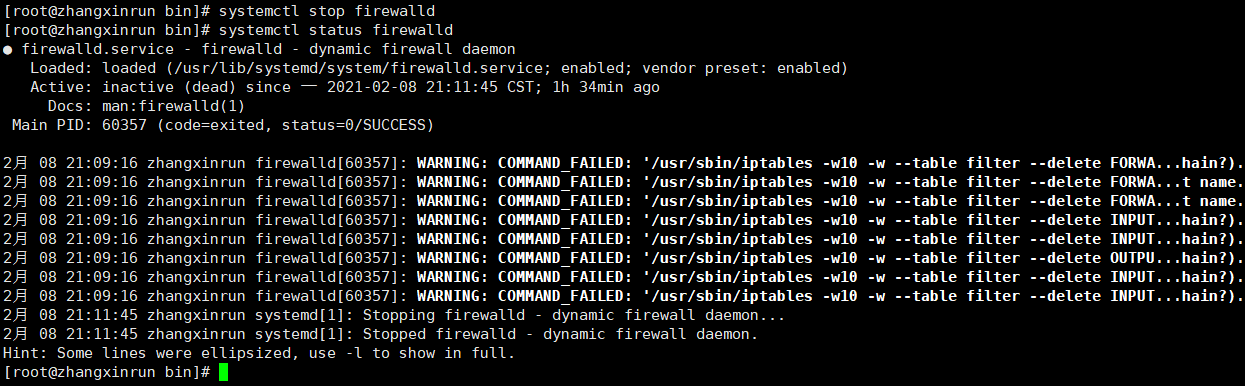 [root@zhangxinrun bin]# systemctl stop firewalld
[root@zhangxinrun bin]# systemctl status firewalld
● firewalld.service - firewalld - dynamic firewall daemon
   Loaded: loaded (/usr/lib/systemd/system/firewalld.service; enabled; vendor preset: enabled)
   Active: inactive (dead) since 一 2021-02-08 21:11:45 CST; 1h 34min ago
     Docs: man:firewalld(1)
 Main PID: 60357 (code=exited, status=0/SUCCESS)

2月 08 21:09:16 zhangxinrun firewalld[60357]: WARNING: COMMAND_FAILED: '/usr/sbin/iptables -w10 -w --table filter --delete FORWA...hain?).
2月 08 21:09:16 zhangxinrun firewalld[60357]: WARNING: COMMAND_FAILED: '/usr/sbin/iptables -w10 -w --table filter --delete FORWA...t name.
2月 08 21:09:16 zhangxinrun firewalld[60357]: WARNING: COMMAND_FAILED: '/usr/sbin/iptables -w10 -w --table filter --delete FORWA...t name.
2月 08 21:09:16 zhangxinrun firewalld[60357]: WARNING: COMMAND_FAILED: '/usr/sbin/iptables -w10 -w --table filter --delete INPUT...hain?).
2月 08 21:09:16 zhangxinrun firewalld[60357]: WARNING: COMMAND_FAILED: '/usr/sbin/iptables -w10 -w --table filter --delete INPUT...hain?).
2月 08 21:09:16 zhangxinrun firewalld[60357]: WARNING: COMMAND_FAILED: '/usr/sbin/iptables -w10 -w --table filter --delete OUTPU...hain?).
2月 08 21:09:16 zhangxinrun firewalld[60357]: WARNING: COMMAND_FAILED: '/usr/sbin/iptables -w10 -w --table filter --delete INPUT...hain?).
2月 08 21:09:16 zhangxinrun firewalld[60357]: WARNING: COMMAND_FAILED: '/usr/sbin/iptables -w10 -w --table filter --delete INPUT...hain?).
2月 08 21:11:45 zhangxinrun systemd[1]: Stopping firewalld - dynamic firewall daemon...
2月 08 21:11:45 zhangxinrun systemd[1]: Stopped firewalld - dynamic firewall daemon.
Hint: Some lines were ellipsized, use -l to show in full.
[root@zhangxinrun bin]#